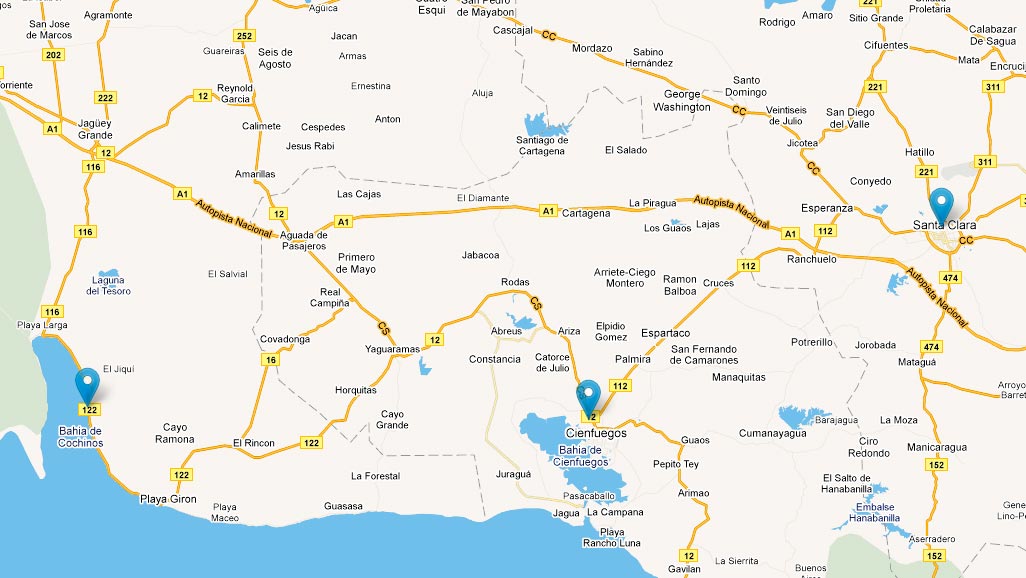 Agramonte
Agüica
San Pedro
de Mayabon
Esqui
Cascajal
CC
Amaro
Rodrigo
221
Sitio Grande
Proletária
San Jose
de Marcos
252
Jacan
Mordazo
Sabino
Hernández
Cifuentes
Calabazar
De Sagua
202
Guareiras
Seis de
Agosto
Armas
Mata
Encruci
Torriente
222
12
Reynold
Garcia
Ernestina
Aluja
George
Washington
Santo
Domingo
221
311
A1
Jagüey
Grande
Calimete
Cespedes
Anton
Santiago de
Cartagena
CC
Veintiseis
de Julio
San Diego
del Valle
12
116
Jesus Rabi
El Salado
Jicotea
Hatillo
311
Amarillas
CC
Conyedo
221
A1
Las Cajas
El Diamante
Autopista Nacional
12
A1
A1
Cartagena
La Piragua
Autopista Nacional
Esperanza
Santa Clara
116
Aguada de
Pasajeros
Los Guaos
Lajas
A1
112
CC
Primero
de Mayo
Jabacoa
Ranchuelo
112
El Salvial
Laguna
del Tesoro
Arriete-Ciego
Montero
Ramon
Balboa
Cruces
474
Autopista Nacional
Rodas
Real
Campiña
CS
116
Playa Larga
CS
Abreus
Ariza
Elpidio
Gomez
Espartaco
Covadonga
12
Yaguaramas
Potrerillo
Jorobada
474
16
Constancia
Catorce
de Julio
Palmira
San Fernando
de Camarones
Mataguá
El Jiquí
Manaquitas
Horquitas
112
Arroyo
Barret
122
12
Bahia de
Cochinos
Cayo
Ramona
Cayo
Grande
Cienfuegos
Cumanayagua
Barajagua
La Moza
El Rincon
122
Bahía de
Cienfuegos
Guaos
Ciro
Redondo
Manicaragua
122
La Forestal
Juraguá
Pepito Tey
152
Playa Giron
Playa
Maceo
Guasasa
Pasacaballo
Arimao
El Salto de
Hanabanilla
Jagua
La Campana
Embalse
Hanabanilla
Gene
Lino-P
Playa
Rancho Luna
Aserradero
12
La Sierrita
152
Gavilan
Buenos